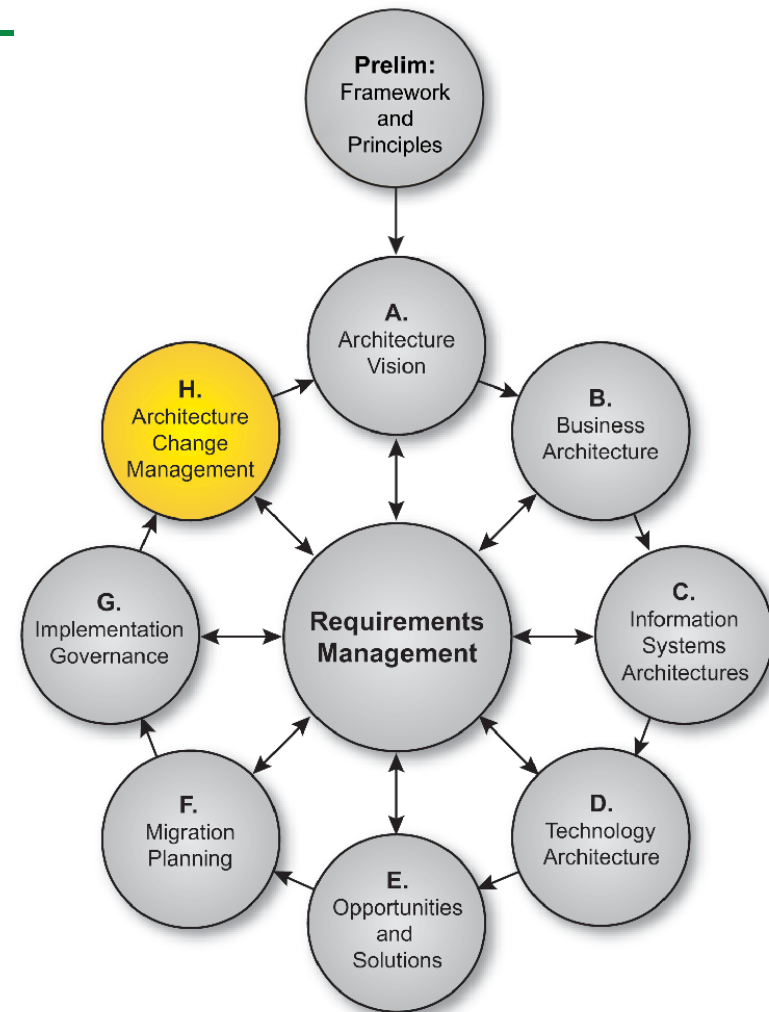 Prelim:
Framework
and
Principles
A.
Architecture
Vision
B.
Business
Architecture
C.
Information
Systems
Architectures
D.
Technology
Architecture
E.
Opportunities
and
Solutions
F.
Migration
Planning
G.
Implementation
Governance
H.
Architecture
Change
Management
Requirements
Management